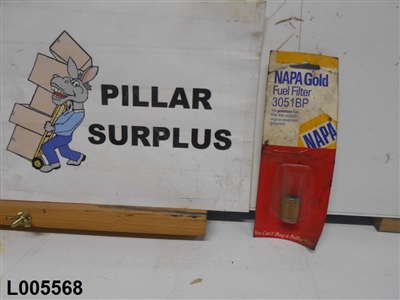 PILLAR
SURPLUS
NAPA Gold
Fuel Filter
3051BP
NAPA
L005568